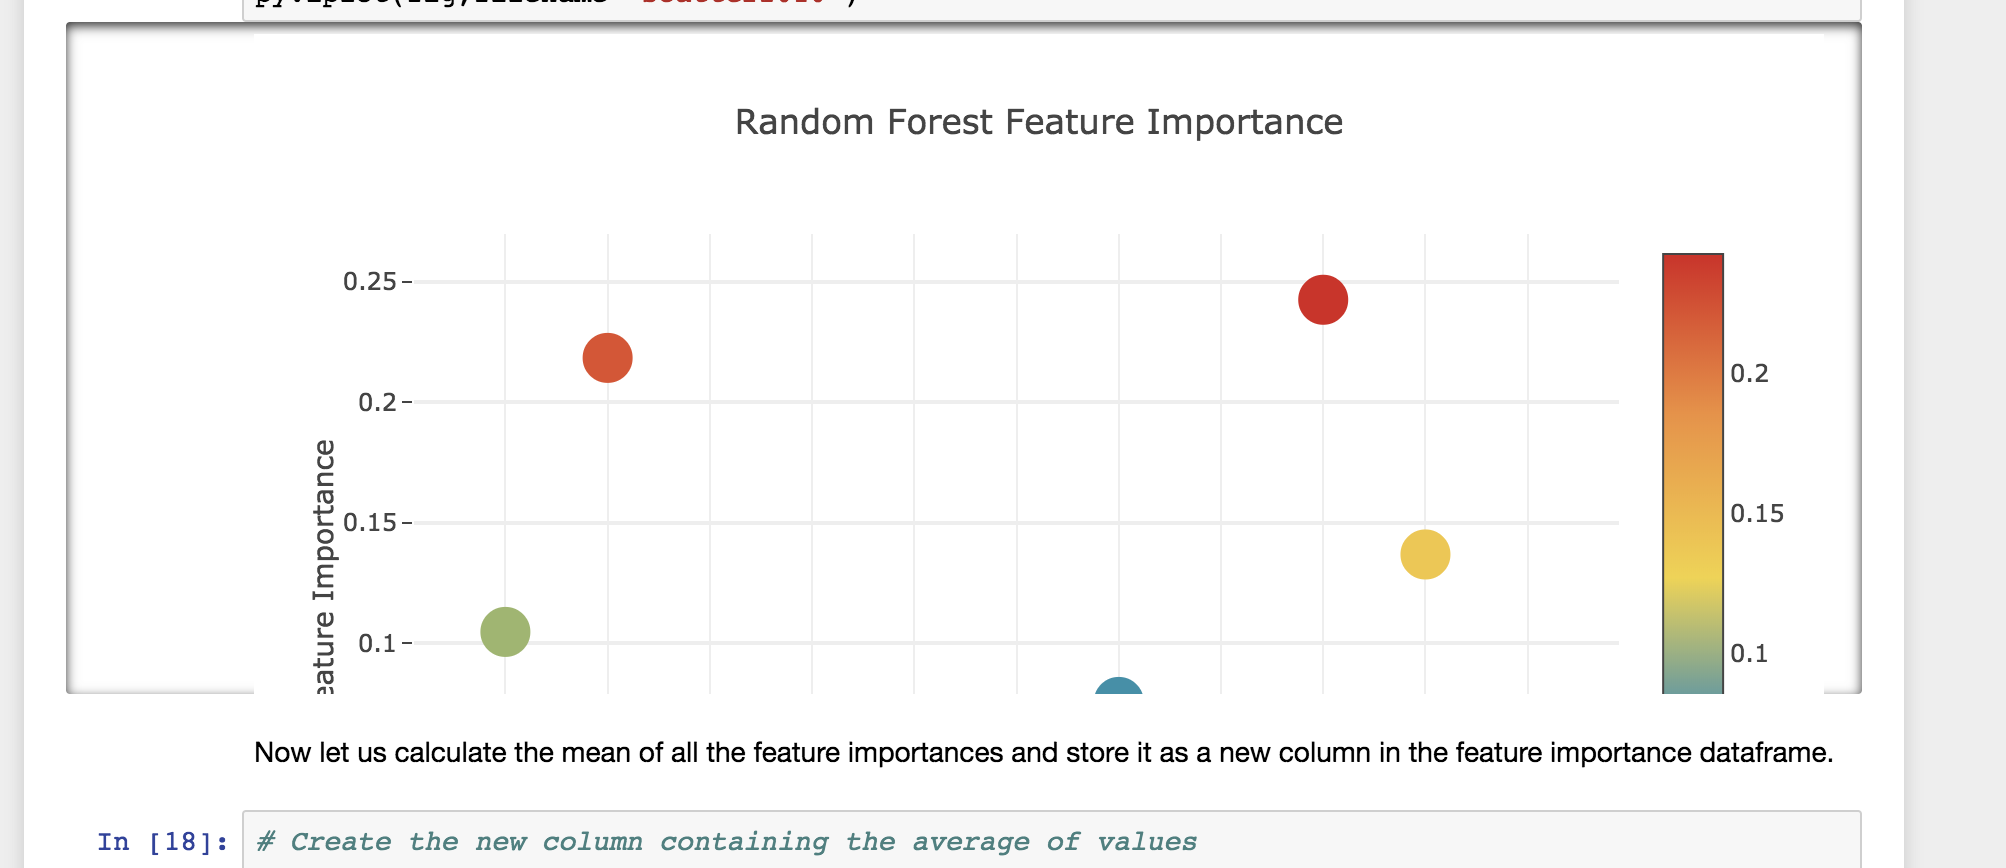 Random Forest Feature Importance
0.25
0.2
0.15
0.1
eature Importance
0.2
0.15
0.1
Now let us calculate the mean of all the feature importances and store it as a new column in the feature importance dataframe.
In [18]: # Create the new column containing the average of values